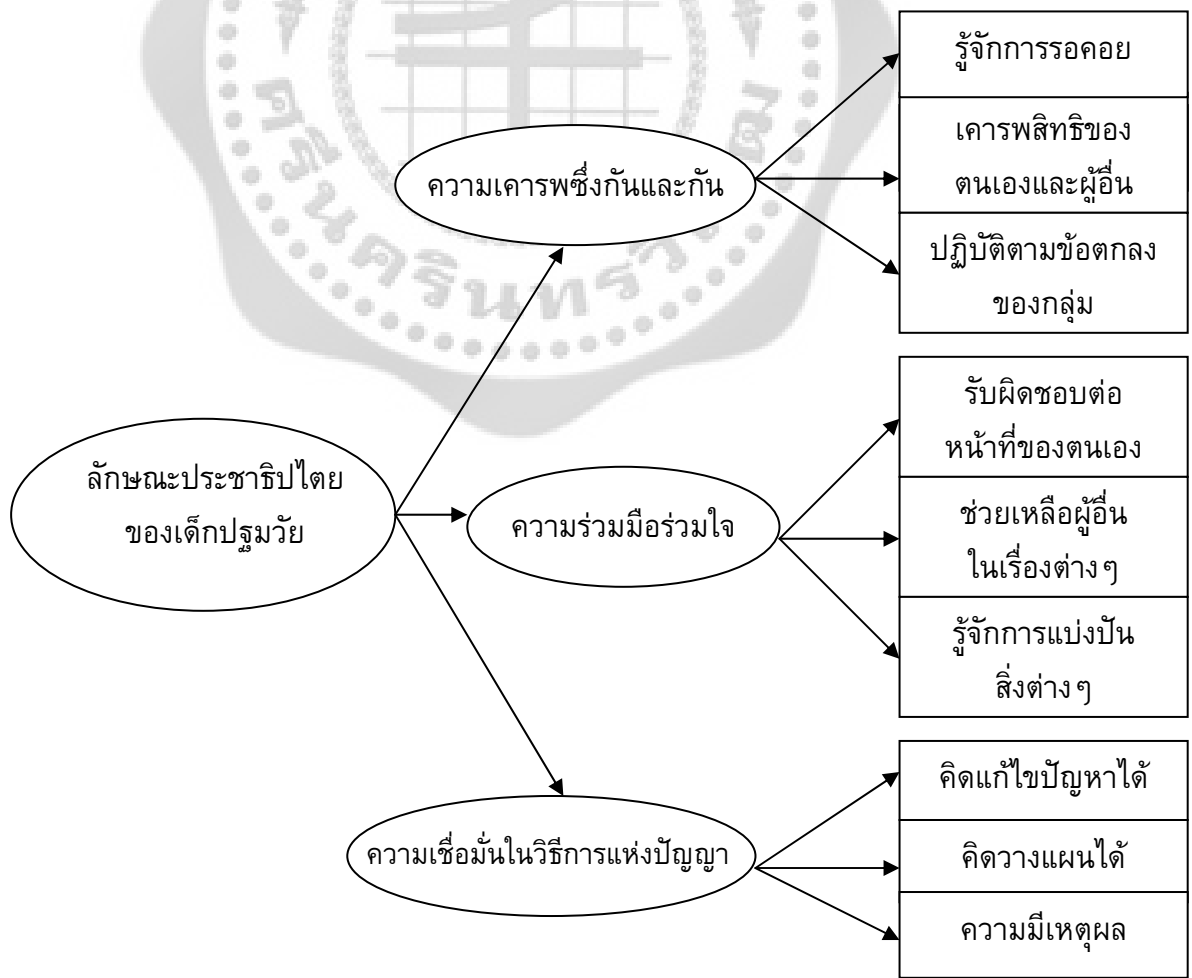 รู้จักการรอคอย
เคารพสิทธิของ
ตนเองและผู้อื่น
ปฏิบัติตามข้อตกลง
ของกลุ่ม
ความเคารพซึ่งกันและกัน
ลักษณะประชาธิปไตย
ของเด็กปฐมวัย
รับผิดชอบต่อ
หน้าที่ของตนเอง
ช่วยเหลือผู้อื่น
ในเรื่องต่างๆ
รู้จักการแบ่งปัน
สิ่งต่างๆ
ความร่วมมือร่วมใจ
คิดแก้ไขปัญหาได้
คิดวางแผนได้
ความมีเหตุผล
ความเชื่อมั่นในวิธีการแห่งปัญญา